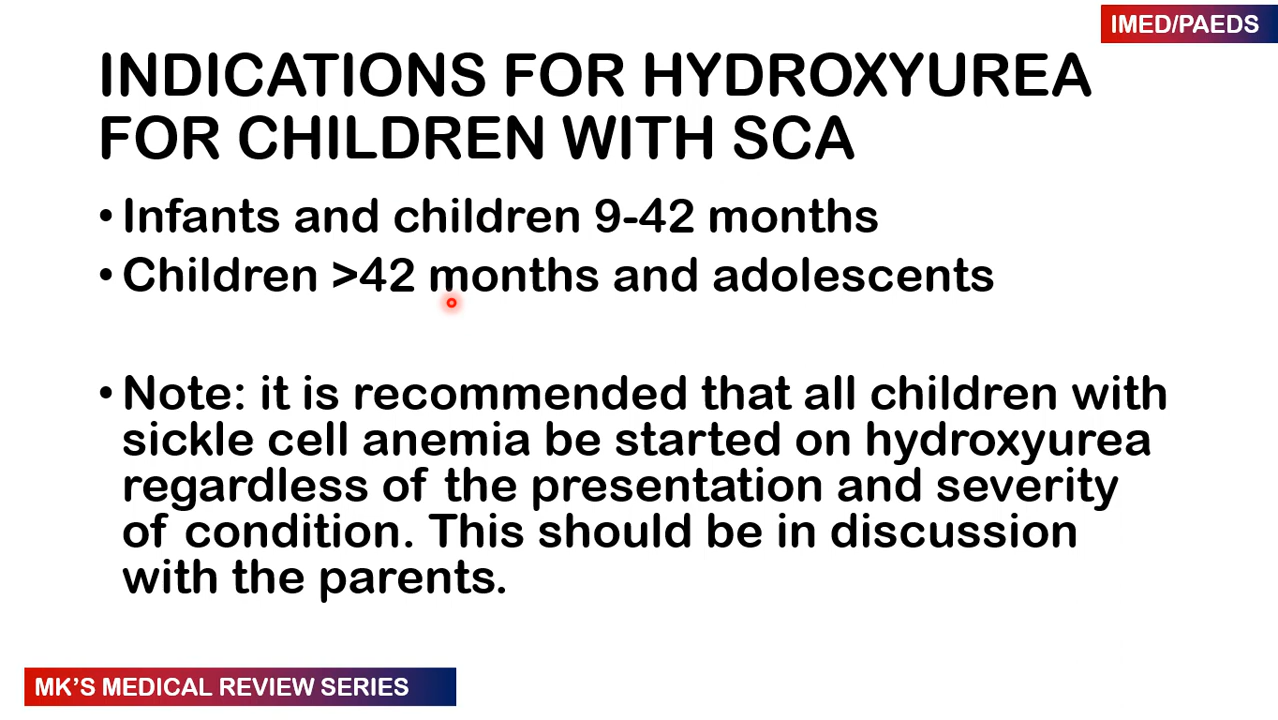 IMED/PAEDS
INDICATIONS FOR HYDROXYUREA
FOR CHILDREN WITH SCA
• Infants and children 9-42 months
• Children >42 months and adolescents
• Note: it is recommended that all children with
sickle cell anemia be started on hydroxyurea
regardless of the presentation and severity
of condition. This should be in discussion
with the parents.
MK'S MEDICAL REVIEW SERIES